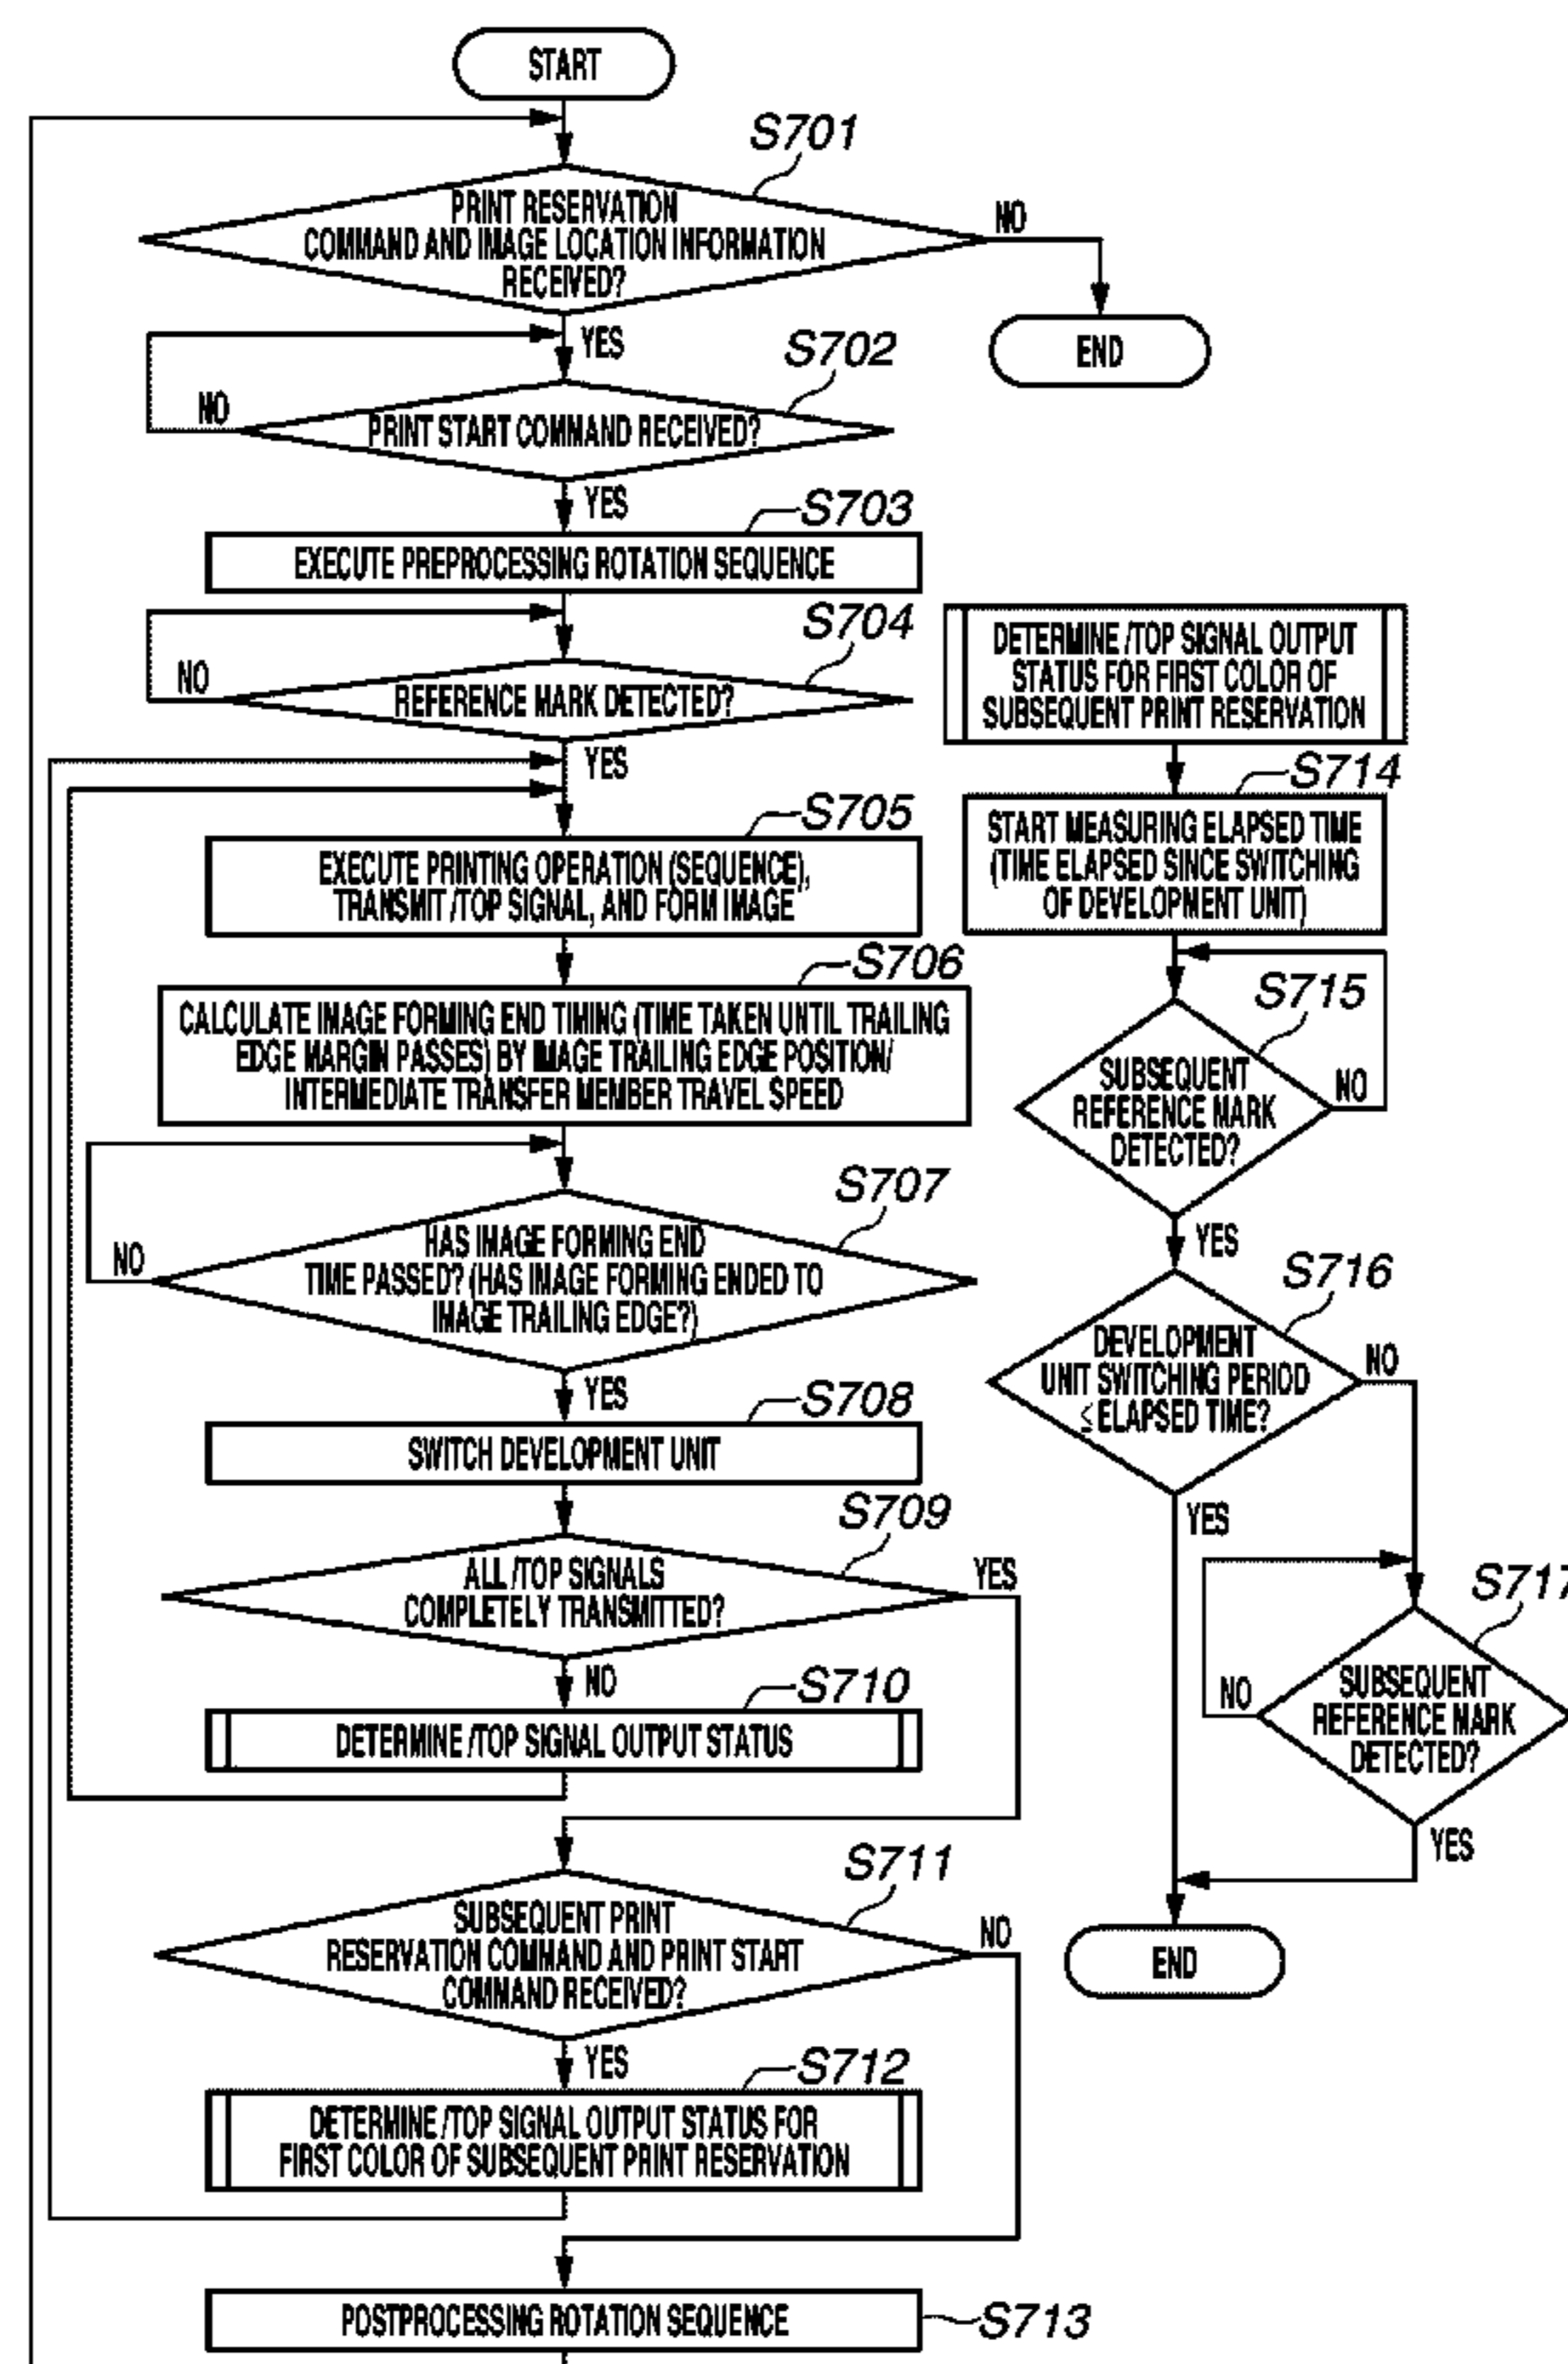 START
S701
PRINT RESERVATION
COMMAND AND IMAGE LOCATION INFORMATION
RECEIVED?
NO
END
YES
S702
NO
PRINT START COMMAND RECEIVED?
YES
S703
EXECUTE PREPROCESSING ROTATION SEQUENCE
S704
NO
REFERENCE MARK DETECTED?
YES
S705
EXECUTE PRINTING OPERATION (SEQUENCE),
TRANSMIT /TOP SIGNAL, AND FORM IMAGE
S706
CALCULATE IMAGE FORMING END TIMING (TIME TAKEN UNTIL TRAILING
EDGE MARGIN PASSES) BY IMAGE TRAILING EDGE POSITION/
INTERMEDIATE TRANSFER MEMBER TRAVEL SPEED
S707
NO
HAS IMAGE FORMING END
TIME PASSED? (HAS IMAGE FORMING ENDED TO
IMAGE TRAILING EDGE?)
YES
S708
SWITCH DEVELOPMENT UNIT
S709
ALL /TOP SIGNALS
COMPLETELY TRANSMITTED?
YES
NO
S710
DETERMINE /TOP SIGNAL OUTPUT STATUS
S711
SUBSEQUENT PRINT
RESERVATION COMMAND AND PRINT START
COMMAND RECEIVED?
NO
YES
S712
DETERMINE /TOP SIGNAL OUTPUT STATUS FOR
FIRST COLOR OF SUBSEQUENT PRINT RESERVATION
POSTPROCESSING ROTATION SEQUENCE
S713
DETERMINE /TOP SIGNAL OUTPUT
STATUS FOR FIRST COLOR OF
SUBSEQUENT PRINT RESERVATION
S714
START MEASURING ELAPSED TIME
(TIME ELAPSED SINCE SWITCHING
OF DEVELOPMENT UNIT)
S715
SUBSEQUENT
REFERENCE MARK
DETECTED?
NO
YES
S716
DEVELOPMENT
UNIT SWITCHING PERIOD
≤ ELAPSED TIME?
NO
YES
S717
SUBSEQUENT
REFERENCE MARK
DETECTED?
NO
YES
END